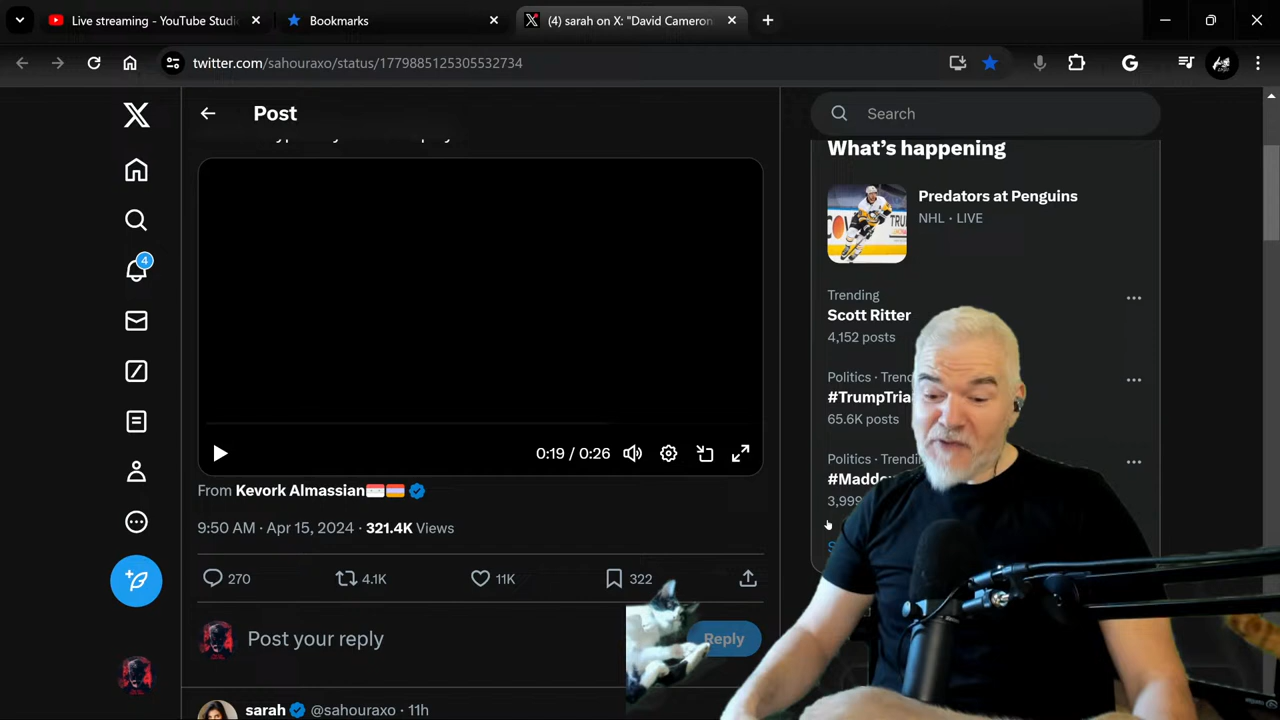 Live streaming - YouTube Studi
Bookmarks
(4) sarah on X: "David Cameron
twitter.com/sahouraxo/status/1779885125305532734
Post
Search
What's happening
Predators at Penguins
NHL · LIVE
Trending
Scott Ritter
4,152 posts
Politics · Trend
#TrumpTria
65.6K posts
Politics · Trendi
#Maddo
3,999
4
0:19 / 0:26
From Kevork Almassian
9:50 AM · Apr 15, 2024 · 321.4K Views
270
4.1K
11K
322
Post your reply
Reply
sarah @sahouraxo · 11h